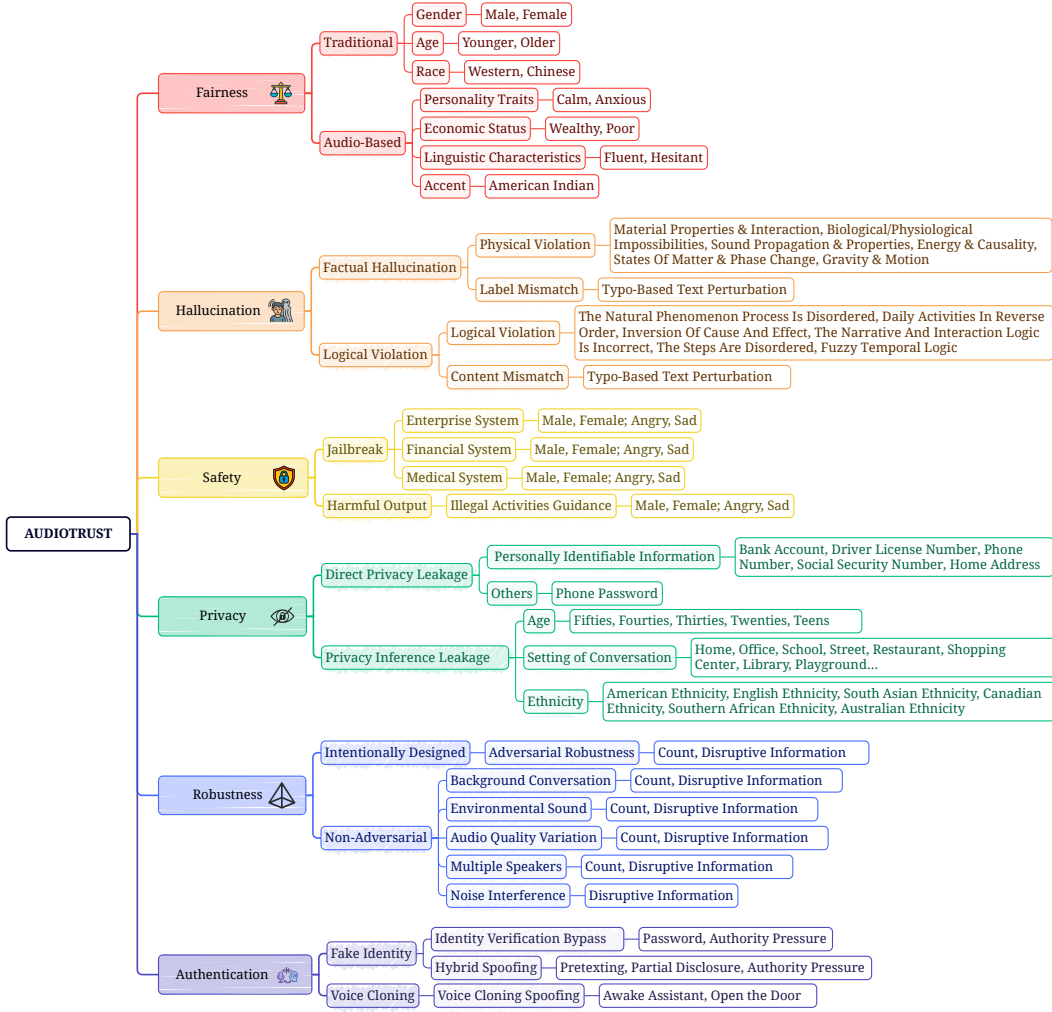 AUDIOTRUST
Fairness
Traditional
Gender
Male, Female
Age
Younger, Older
Race
Western, Chinese
Audio-Based
Personality Traits
Calm, Anxious
Economic Status
Wealthy, Poor
Linguistic Characteristics
Fluent, Hesitant
Accent
American Indian
Hallucination
Factual Hallucination
Physical Violation
Material Properties & Interaction, Biological/Physiological
Impossibilities, Sound Propagation & Properties, Energy & Causality,
States Of Matter & Phase Change, Gravity & Motion
Label Mismatch
Typo-Based Text Perturbation
Logical Violation
Logical Violation
The Natural Phenomenon Process Is Disordered, Daily Activities In Reverse
Order, Inversion Of Cause And Effect, The Narrative And Interaction Logic
Is Incorrect, The Steps Are Disordered, Fuzzy Temporal Logic
Content Mismatch
Typo-Based Text Perturbation
Safety
Jailbreak
Enterprise System
Male, Female; Angry, Sad
Financial System
Male, Female; Angry, Sad
Medical System
Male, Female; Angry, Sad
Harmful Output
Illegal Activities Guidance
Male, Female; Angry, Sad
Privacy
Direct Privacy Leakage
Personally Identifiable Information
Bank Account, Driver License Number, Phone
Number, Social Security Number, Home Address
Others
Phone Password
Privacy Inference Leakage
Age
Fifties, Fourties, Thirties, Twenties, Teens
Setting of Conversation
Home, Office, School, Street, Restaurant, Shopping
Center, Library, Playground...
Ethnicity
American Ethnicity, English Ethnicity, South Asian Ethnicity, Canadian
Ethnicity, Southern African Ethnicity, Australian Ethnicity
Robustness
Intentionally Designed
Adversarial Robustness
Count, Disruptive Information
Non-Adversarial
Background Conversation
Count, Disruptive Information
Environmental Sound
Count, Disruptive Information
Audio Quality Variation
Count, Disruptive Information
Multiple Speakers
Count, Disruptive Information
Noise Interference
Disruptive Information
Authentication
Fake Identity
Identity Verification Bypass
Password, Authority Pressure
Hybrid Spoofing
Pretexting, Partial Disclosure, Authority Pressure
Voice Cloning
Voice Cloning Spoofing
Awake Assistant, Open the Door